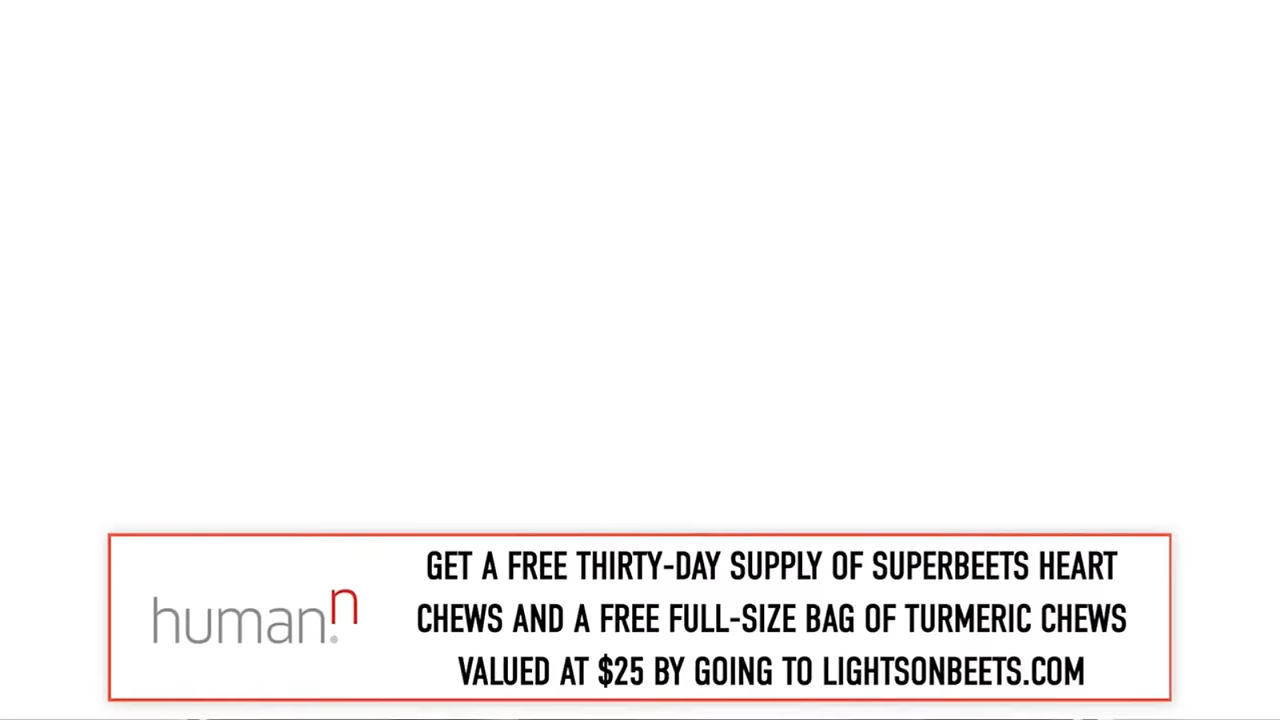 humann
GET A FREE THIRTY-DAY SUPPLY OF SUPERBEETS HEART
CHEWS AND A FREE FULL-SIZE BAG OF TURMERIC CHEWS
VALUED AT $25 BY GOING TO LIGHTSONBEETS.COM